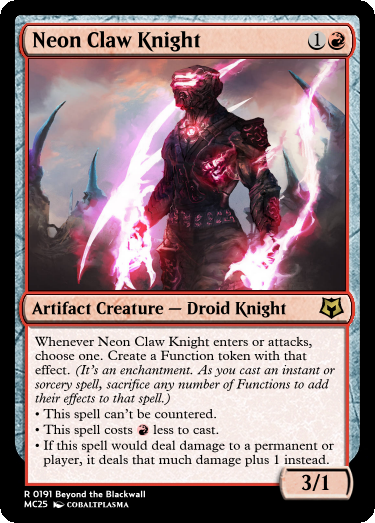 Neon Claw Knight 1
Artifact Creature — Droid Knight
Whenever Neon Claw Knight enters or attacks,
choose one. Create a Function token with that
effect. (It's an enchantment. As you cast an instant or
sorcery spell, sacrifice any number of Functions to add
their effects to that spell.)
• This spell can't be countered.
• This spell costs less to cast.
• If this spell would deal damage to a permanent or
player, it deals that much damage plus 1 instead.
3/1
R 0191 Beyond the Blackwall
MC25 COBALTPLASMA